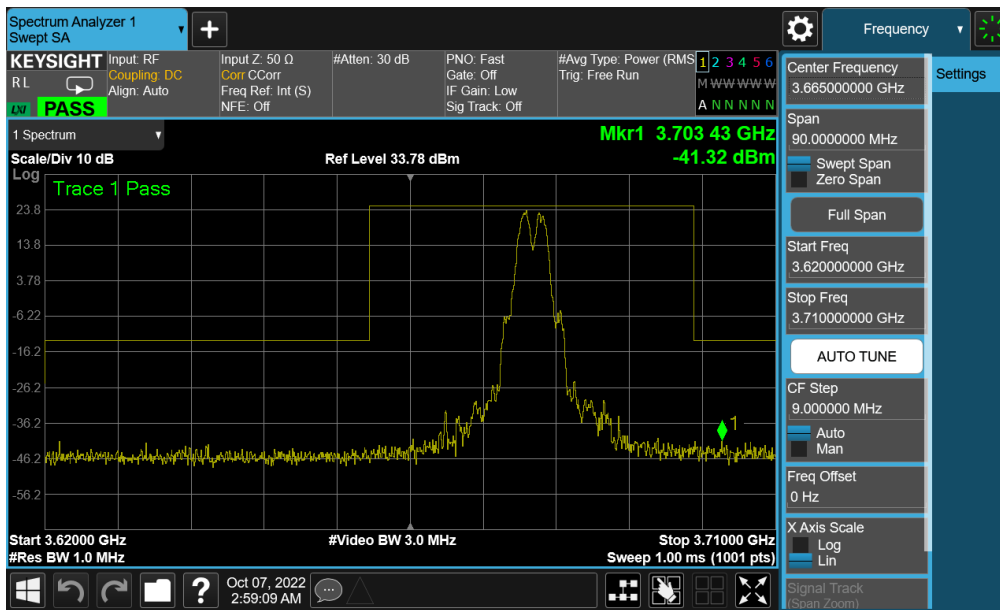 Spectrum Analyzer 1
Swept SA
Frequency
KEYSIGHT
RL
LXI
PASS
Input: RF
Coupling: DC
Align: Auto
Input Z: 50 Ω
Corr CCorr
Freq Ref: Int (S)
NFE: Off
#Atten: 30 dB
PNO: Fast
Gate: Off
IF Gain: Low
Sig Track: Off
#Avg Type: Power (RMS
Trig: Free Run
1 2 3 4 5 6
M W W W W W
A N N N N N
1 Spectrum
Scale/Div 10 dB
Log
Ref Level 33.78 dBm
Mkr1 3.703 43 GHz
-41.32 dBm
Trace 1 Pass
23.8
13.8
3.78
-6.22
-16.2
-26.2
-36.2
-46.2
-56.2
1
Start 3.62000 GHz
#Res BW 1.0 MHz
#Video BW 3.0 MHz
Stop 3.71000 GHz
Sweep 1.00 ms (1001 pts)
Oct 07, 2022
2:59:09 AM
Settings
Center Frequency
3.665000000 GHz
Span
90.0000000 MHz
Swept Span
Zero Span
Full Span
Start Freq
3.620000000 GHz
Stop Freq
3.710000000 GHz
AUTO TUNE
CF Step
9.000000 MHz
Auto
Man
Freq Offset
0 Hz
X Axis Scale
Log
Lin
Signal Track
(Span Zoom)